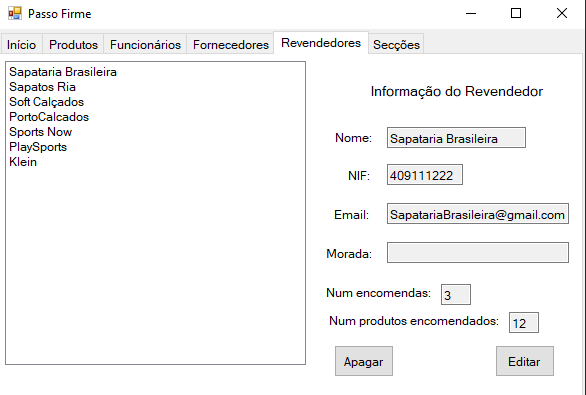 Passo Firme
Início Produtos Funcionários Fornecedores Revendedores Secções
Sapataria Brasileira
Sapatos Ria
Soft Calçados
PortoCalcados
Sports Now
PlaySports
Klein
Informação do Revendedor
Nome: Sapataria Brasileira
NIF: 409111222
Email: SapatariaBrasileira@gmail.com
Morada:
Num encomendas: 3
Num produtos encomendados: 12
Apagar Editar